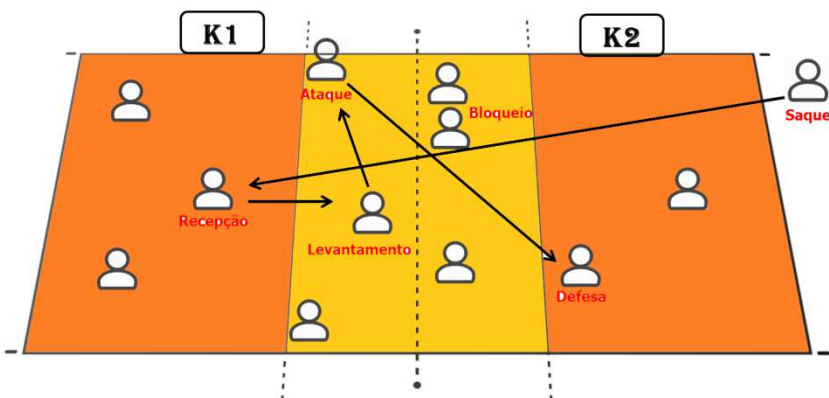 K1
K2
Ataque
Bloqueio
Saque
Recepção
Levantamento
Defesa